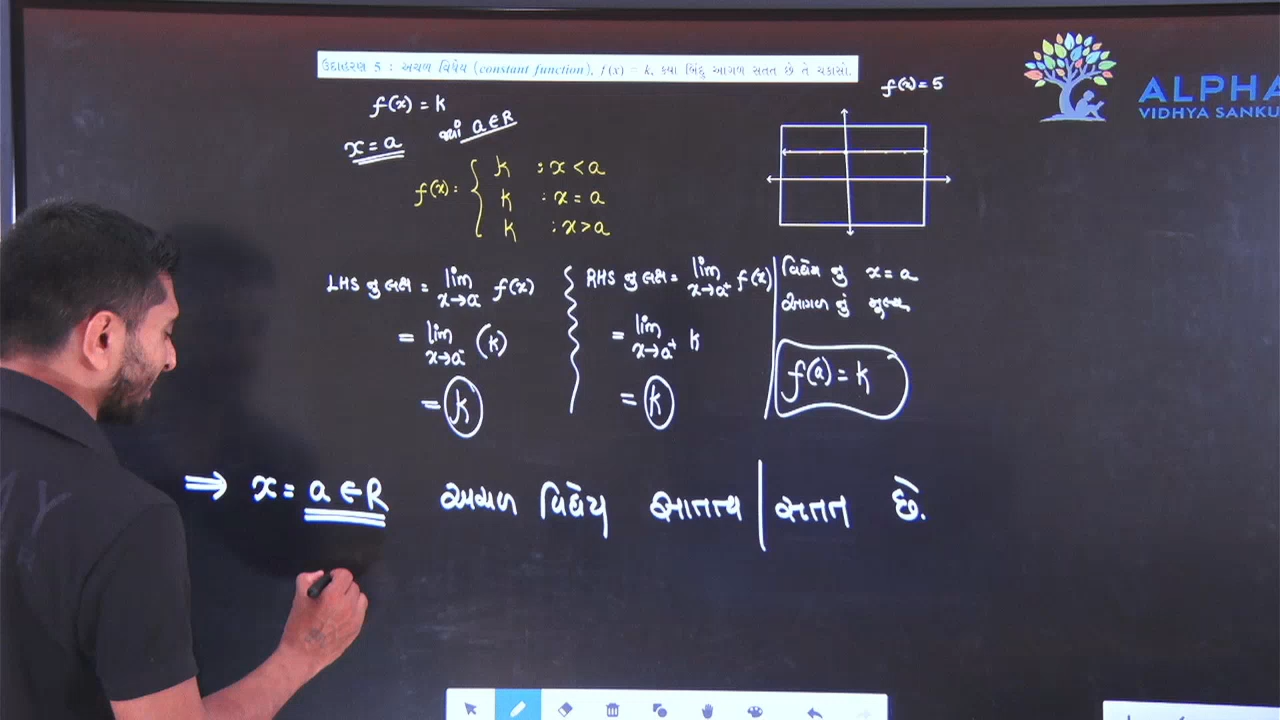 ઉદાહરણ 5 : અચળ વિધેય (constant function), f(x) = k, કયા બિંદુ આગળ સતત છે તે ચકાસો.
ALPHA
VIDHYA SANKU
f(x) = 5
f(x) = k
x = a જ્યાં a∈R
f(x) : { k : x < a
k : x = a
k : x > a
LHS નું લક્ષ = lim x→a⁻ f(x)
= lim x→a⁻ (k)
= k
RHS નું લક્ષ = lim x→a⁺ f(x)
= lim x→a⁺ k
= k
વિધેય નું x = a
આગળ નું મૂલ્ય
f(a) = k
⇒ x = a ∈ R અચળ વિધેય સાતત્ય | સતત છે.